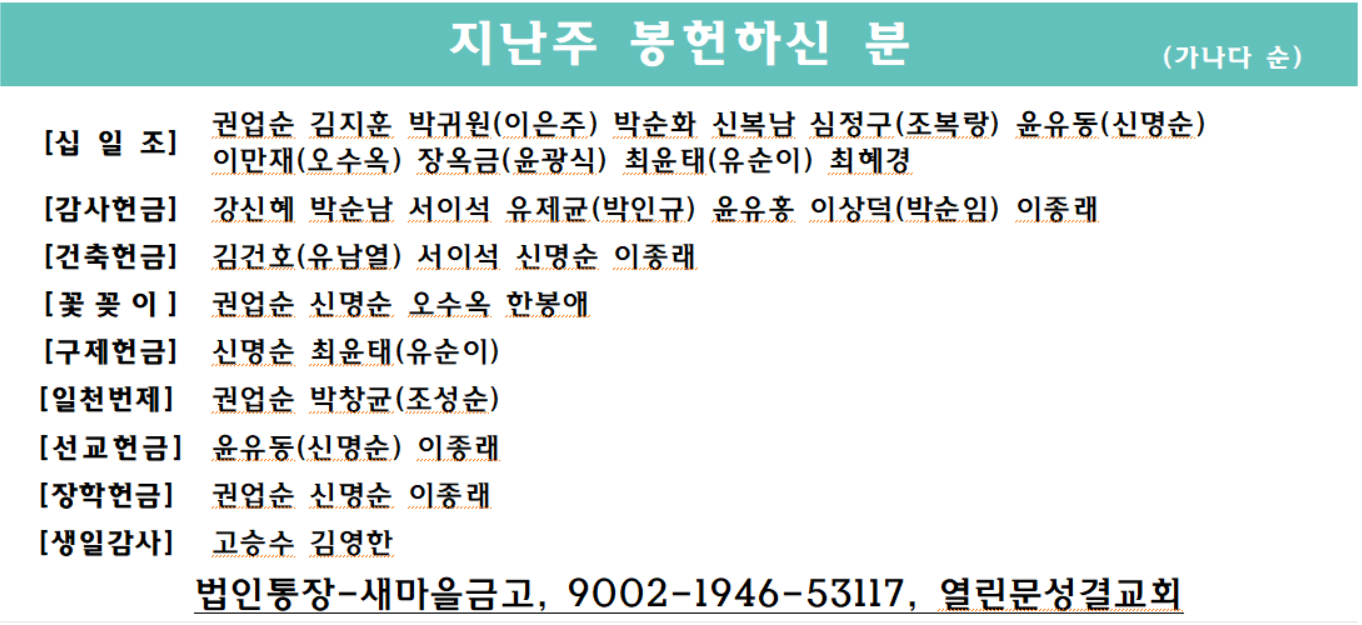 지난주 봉헌하신 분 (가나다 순)
[십 일 조] 권업순 김지훈 박귀원(이은주) 박순화 신복남 심정구(조복랑) 윤유동(신명순)
이만재(오수옥) 장옥금(윤광식) 최윤태(유순이) 최혜경
[감사헌금] 강신혜 박순남 서이석 유제균(박인규) 윤유홍 이상덕(박순임) 이종래
[건축헌금] 김건호(유남열) 서이석 신명순 이종래
[꽃 꽂 이] 권업순 신명순 오수옥 한봉애
[구제헌금] 신명순 최윤태(유순이)
[일천번제] 권업순 박창균(조성순)
[선교헌금] 윤유동(신명순) 이종래
[장학헌금] 권업순 신명순 이종래
[생일감사] 고승수 김영한
법인통장-새마을금고, 9002-1946-53117, 열린문성결교회